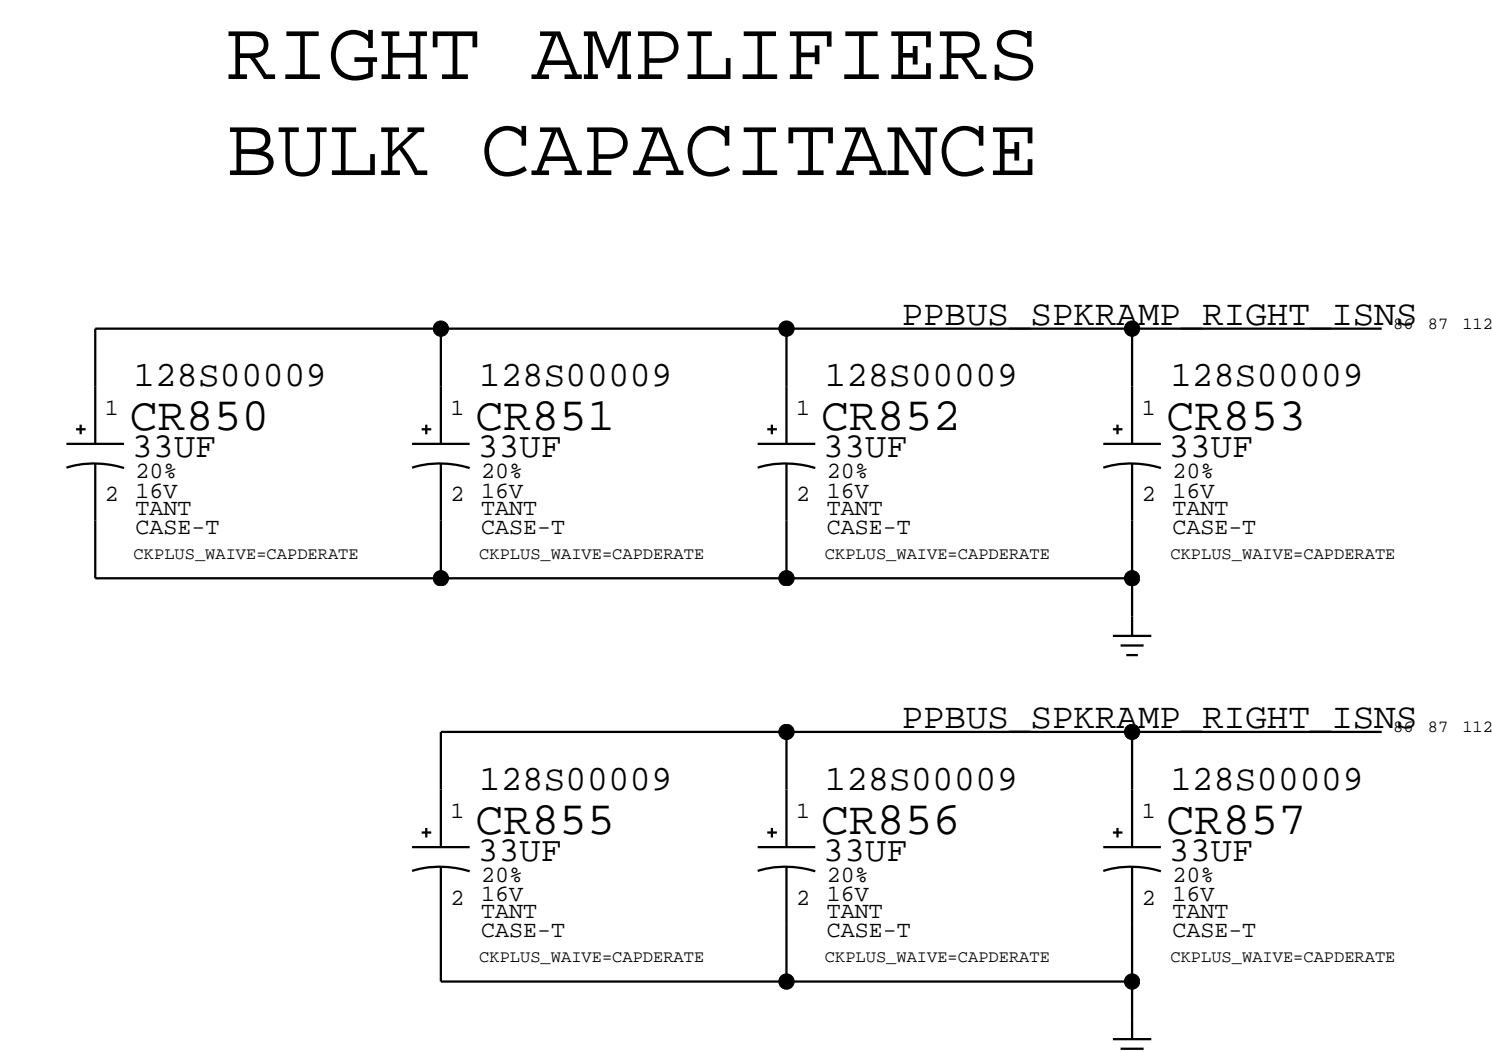 RIGHT AMPLIFIERS
BULK CAPACITANCE
PPBUS_SPKRAMP_RIGHT_ISNS 86 87 112
128S00009 128S00009 128S00009 128S00009
1 CR850 1 CR851 1 CR852 1 CR853
+ 33UF + 33UF + 33UF + 33UF
20% 20% 20% 20%
2 16V 2 16V 2 16V 2 16V
TANT TANT TANT TANT
CASE-T CASE-T CASE-T CASE-T
CKPLUS_WAIVE=CAPDERATE CKPLUS_WAIVE=CAPDERATE CKPLUS_WAIVE=CAPDERATE CKPLUS_WAIVE=CAPDERATE
PPBUS_SPKRAMP_RIGHT_ISNS 86 87 112
128S00009 128S00009 128S00009
1 CR855 1 CR856 1 CR857
+ 33UF + 33UF + 33UF
20% 20% 20%
2 16V 2 16V 2 16V
TANT TANT TANT
CASE-T CASE-T CASE-T
CKPLUS_WAIVE=CAPDERATE CKPLUS_WAIVE=CAPDERATE CKPLUS_WAIVE=CAPDERATE